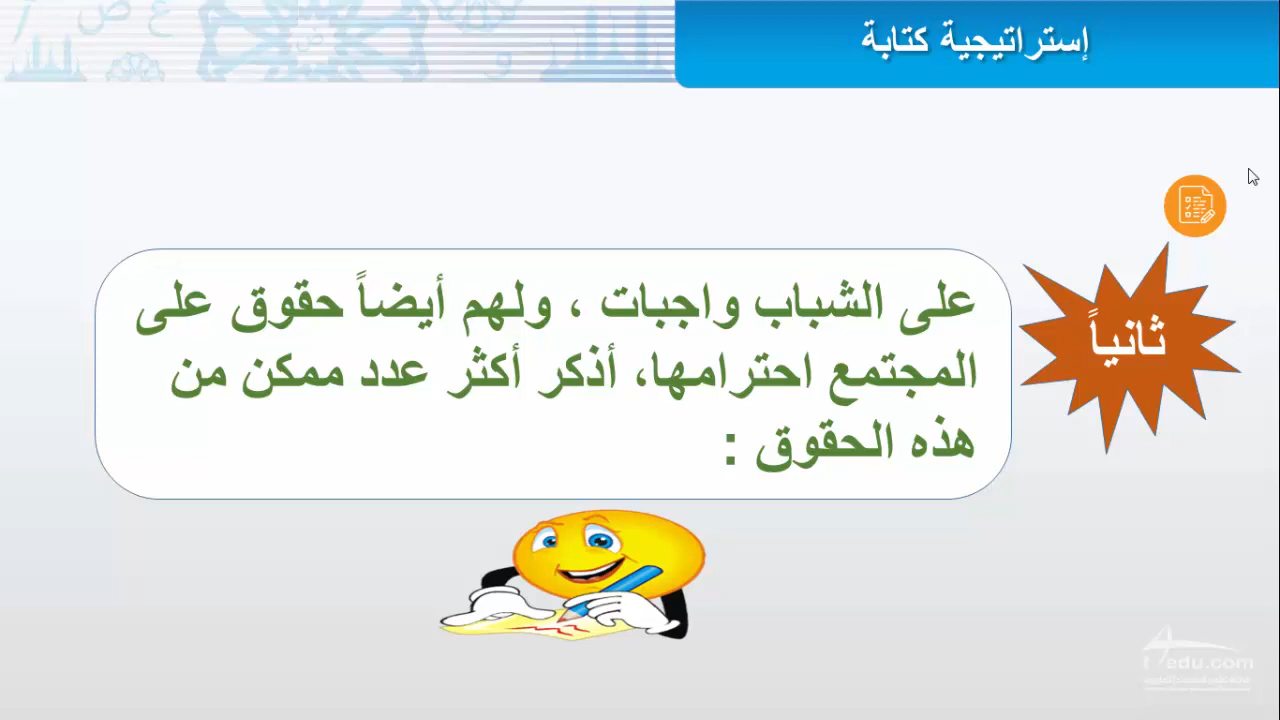 إستراتيجية كتابة
ثانياً
على الشباب واجبات ، ولهم أيضاً حقوق على
المجتمع احترامها، أذكر أكثر عدد ممكن من
هذه الحقوق :
t4edu.com